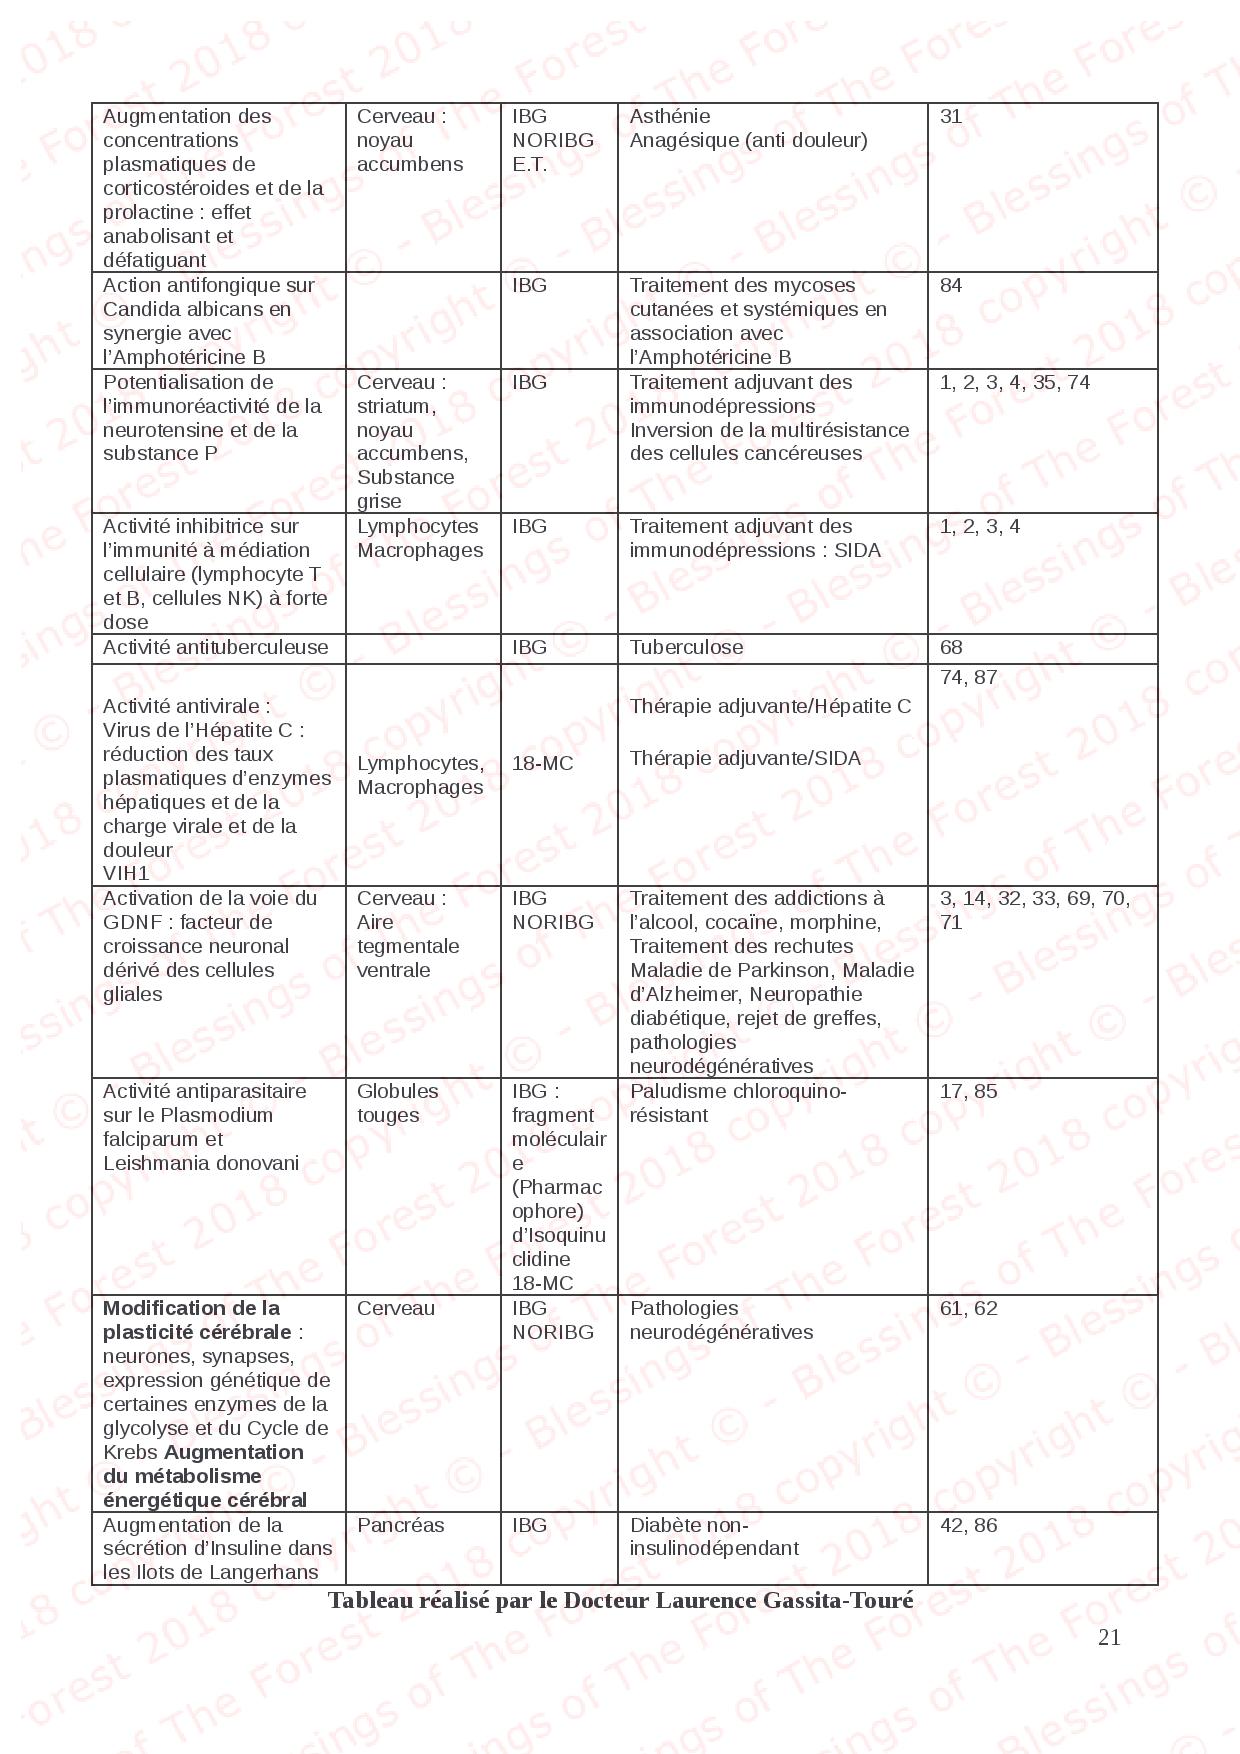 Augmentation des
concentrations
plasmatiques de
corticostéroides et de la
prolactine : effet
anabolisant et
défatiguant
Cerveau :
noyau
accumbens
IBG
NORIBG
E.T.
Asthénie
Anagésique (anti douleur)
31
Action antifongique sur
Candida albicans en
synergie avec
l’Amphotéricine B
IBG
Traitement des mycoses
cutanées et systémiques en
association avec
l’Amphotéricine B
84
Potentialisation de
l’immunoréactivité de la
neurotensine et de la
substance P
Cerveau :
striatum,
noyau
accumbens,
Substance
grise
IBG
Traitement adjuvant des
immunodépressions
Inversion de la multirésistance
des cellules cancéreuses
1, 2, 3, 4, 35, 74
Activité inhibitrice sur
l’immunité à médiation
cellulaire (lymphocyte T
et B, cellules NK) à forte
dose
Lymphocytes
Macrophages
IBG
Traitement adjuvant des
immunodépressions : SIDA
1, 2, 3, 4
Activité antituberculeuse
IBG
Tuberculose
68
Activité antivirale :
Virus de l’Hépatite C :
réduction des taux
plasmatiques d’enzymes
hépatiques et de la
charge virale et de la
douleur
VIH1
Lymphocytes,
Macrophages
18-MC
Thérapie adjuvante/Hépatite C
Thérapie adjuvante/SIDA
74, 87
Activation de la voie du
GDNF : facteur de
croissance neuronal
dérivé des cellules
gliales
Cerveau :
Aire
tegmentale
ventrale
IBG
NORIBG
Traitement des addictions à
l’alcool, cocaïne, morphine,
Traitement des rechutes
Maladie de Parkinson, Maladie
d’Alzheimer, Neuropathie
diabétique, rejet de greffes,
pathologies
neurodégénératives
3, 14, 32, 33, 69, 70,
71
Activité antiparasitaire
sur le Plasmodium
falciparum et
Leishmania donovani
Globules
touges
IBG :
fragment
moléculair
e
(Pharmac
ophore)
d’Isoquinu
clidine
18-MC
Paludisme chloroquino-
résistant
17, 85
Modification de la
plasticité cérébrale :
neurones, synapses,
expression génétique de
certaines enzymes de la
glycolyse et du Cycle de
Krebs Augmentation
du métabolisme
énergétique cérébral
Cerveau
IBG
NORIBG
Pathologies
neurodégénératives
61, 62
Augmentation de la
sécrétion d’Insuline dans
les Ilots de Langerhans
Pancréas
IBG
Diabète non-
insulinodépendant
42, 86
Tableau réalisé par le Docteur Laurence Gassita-Touré
21
Blessings of The Forest 2018 copyright ©